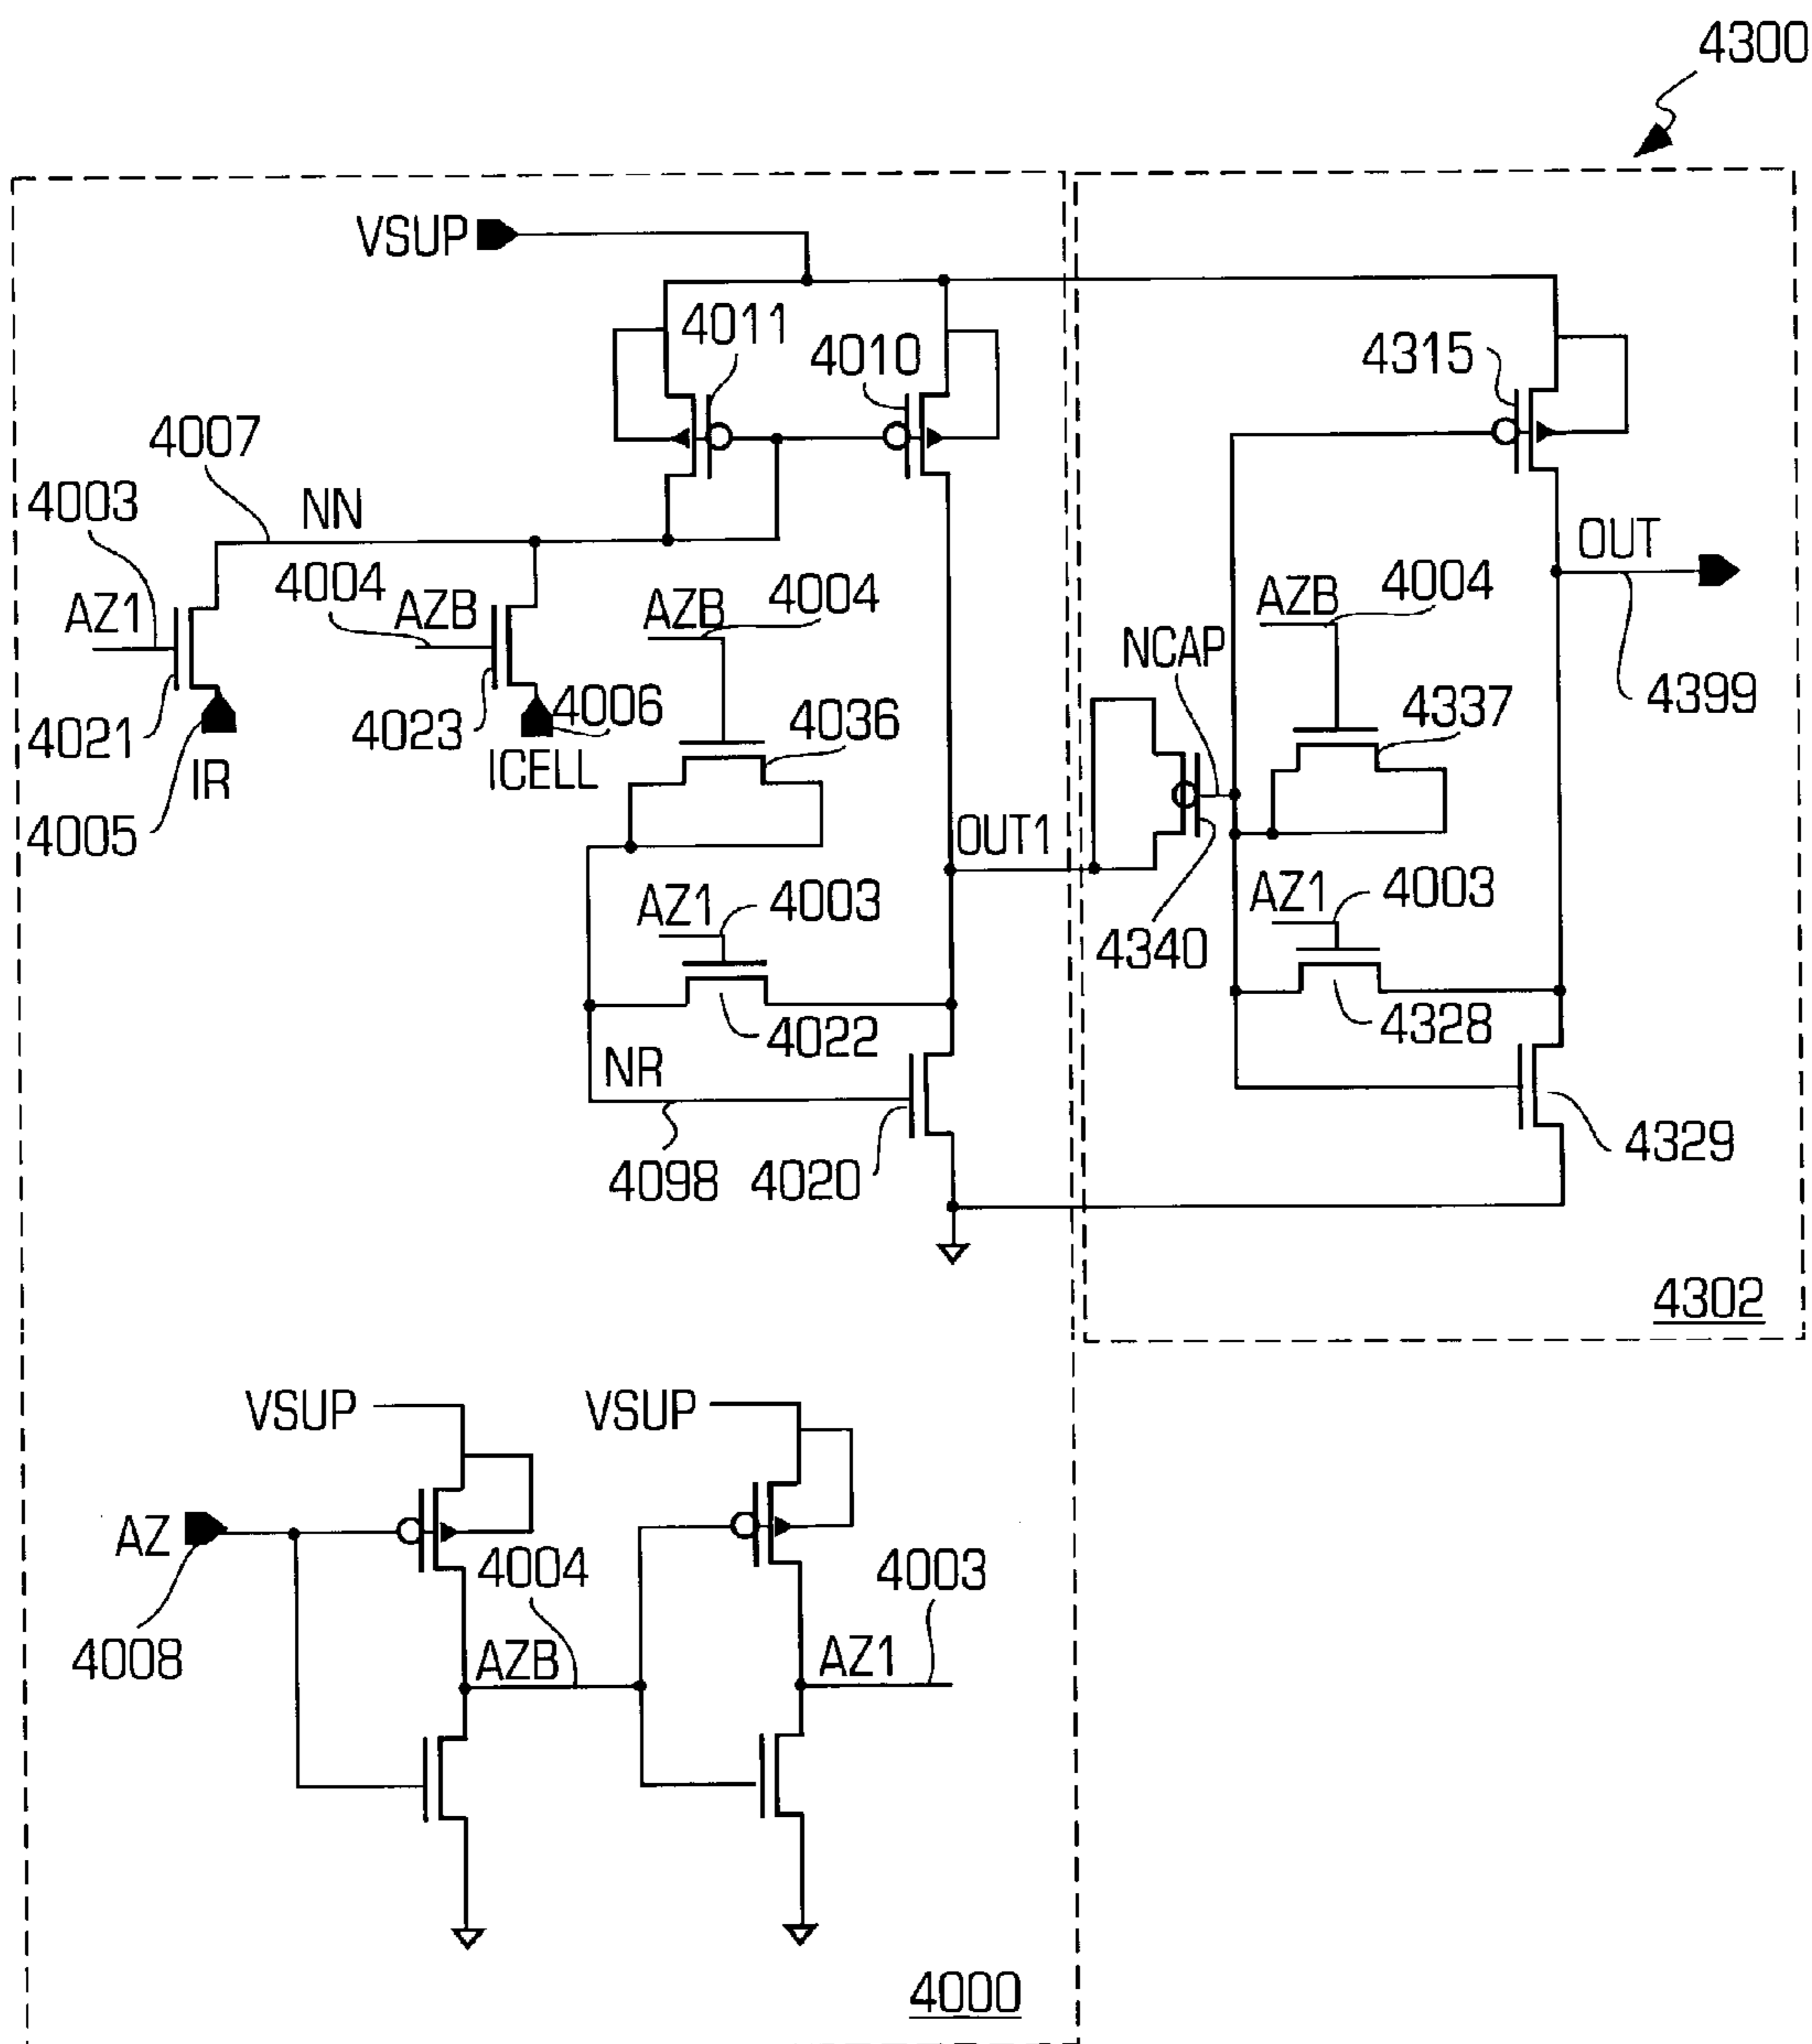 4300
VSUP
4011
4010
4315
4007
4003
NN
OUT
4004
AZ1
AZB
AZB
4004
AZB
4004
NCAP
4399
4021
4023
4006
4036
4337
IR
ICELL
4005
OUT1
AZ1
4003
AZ1
4003
4340
4022
4328
NR
4098
4020
4329
4302
VSUP
VSUP
AZ
4004
4003
4008
AZB
AZ1
4000